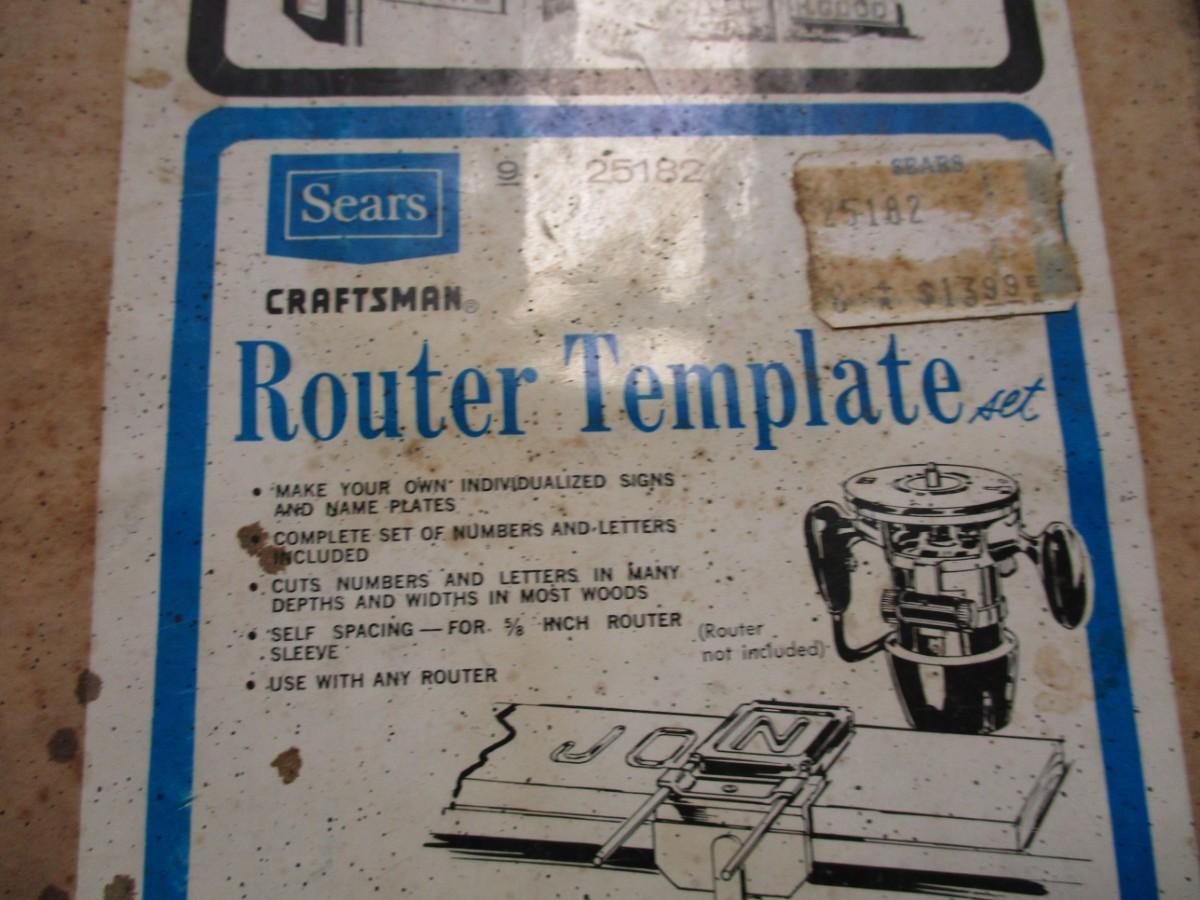 Sears
9 25182
SEARS
25182
$13995
CRAFTSMAN®
Router Template set
• MAKE YOUR OWN INDIVIDUALIZED SIGNS
AND NAME PLATES
• COMPLETE SET OF NUMBERS AND LETTERS
INCLUDED
• CUTS NUMBERS AND LETTERS IN MANY
DEPTHS AND WIDTHS IN MOST WOODS
• SELF SPACING — FOR 5/8 INCH ROUTER
SLEEVE
• USE WITH ANY ROUTER
(Router
not included)
JON